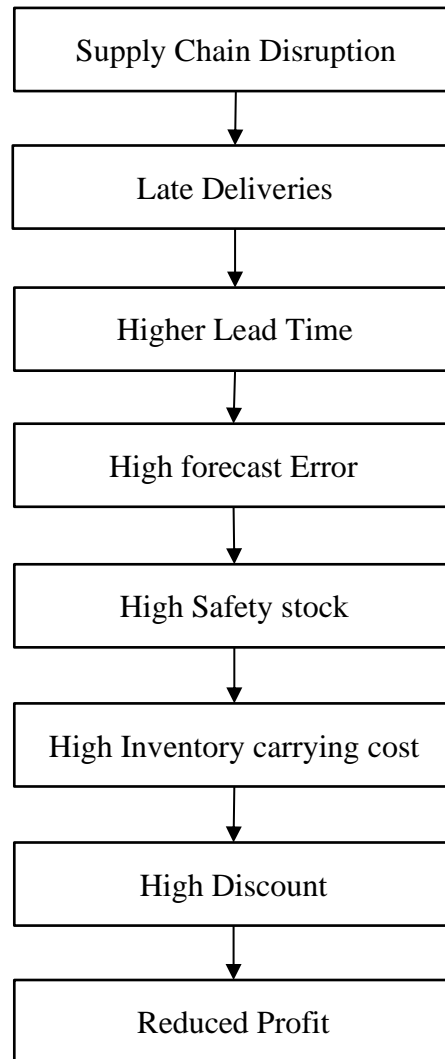 Supply Chain Disruption
Late Deliveries
Higher Lead Time
High forecast Error
High Safety stock
High Inventory carrying cost
High Discount
Reduced Profit